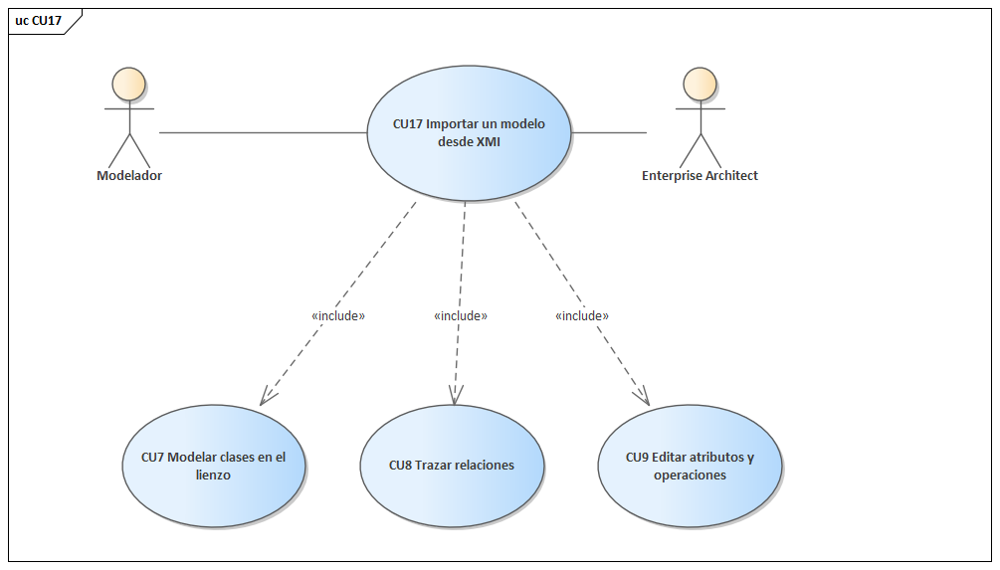 uc CU17
CU17 Importar un modelo
desde XMI
Modelador
Enterprise Architect
«include»
«include»
«include»
CU7 Modelar clases en el
lienzo
CU8 Trazar relaciones
CU9 Editar atributos y
operaciones